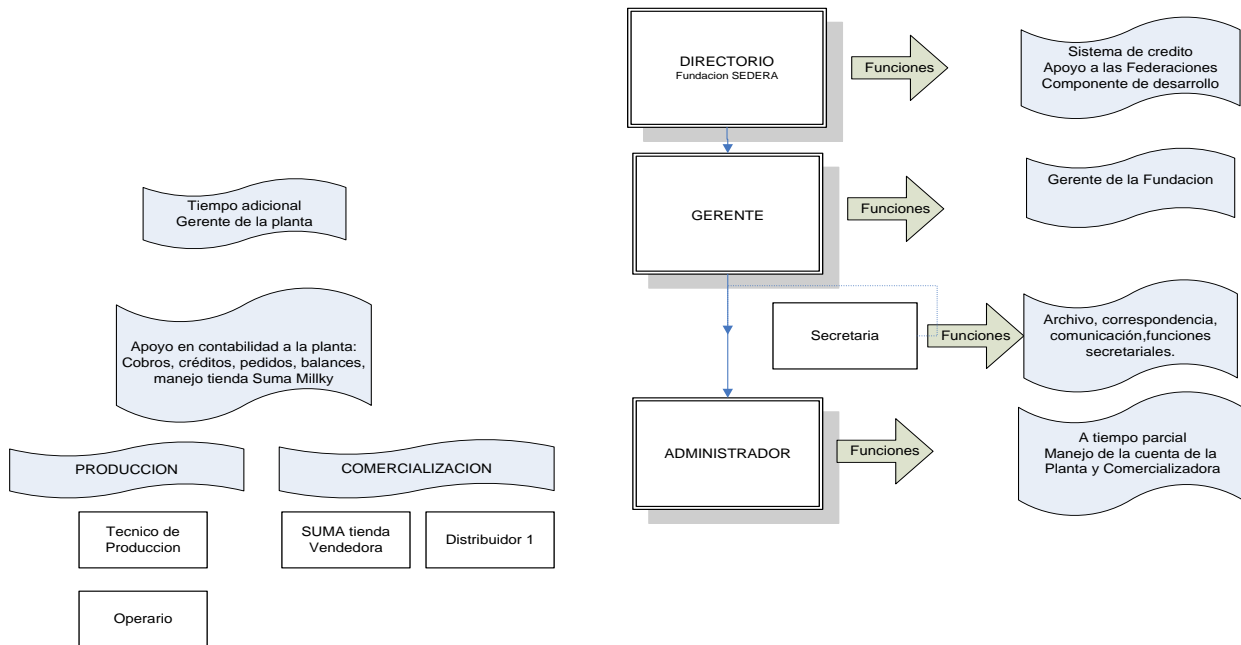 DIRECTORIO
Fundacion SEDERA
Funciones
Sistema de credito
Apoyo a las Federaciones
Componente de desarrollo
GERENTE
Funciones
Gerente de la Fundacion
Tiempo adicional
Gerente de la planta
Secretaria
Funciones
Archivo, correspondencia,
comunicación,funciones
secretariales.
Apoyo en contabilidad a la planta:
Cobros, créditos, pedidos, balances,
manejo tienda Suma Millky
ADMINISTRADOR
Funciones
A tiempo parcial
Manejo de la cuenta de la
Planta y Comercializadora
PRODUCCION
COMERCIALIZACION
Tecnico de
Produccion
SUMA tienda
Vendedora
Distribuidor 1
Operario